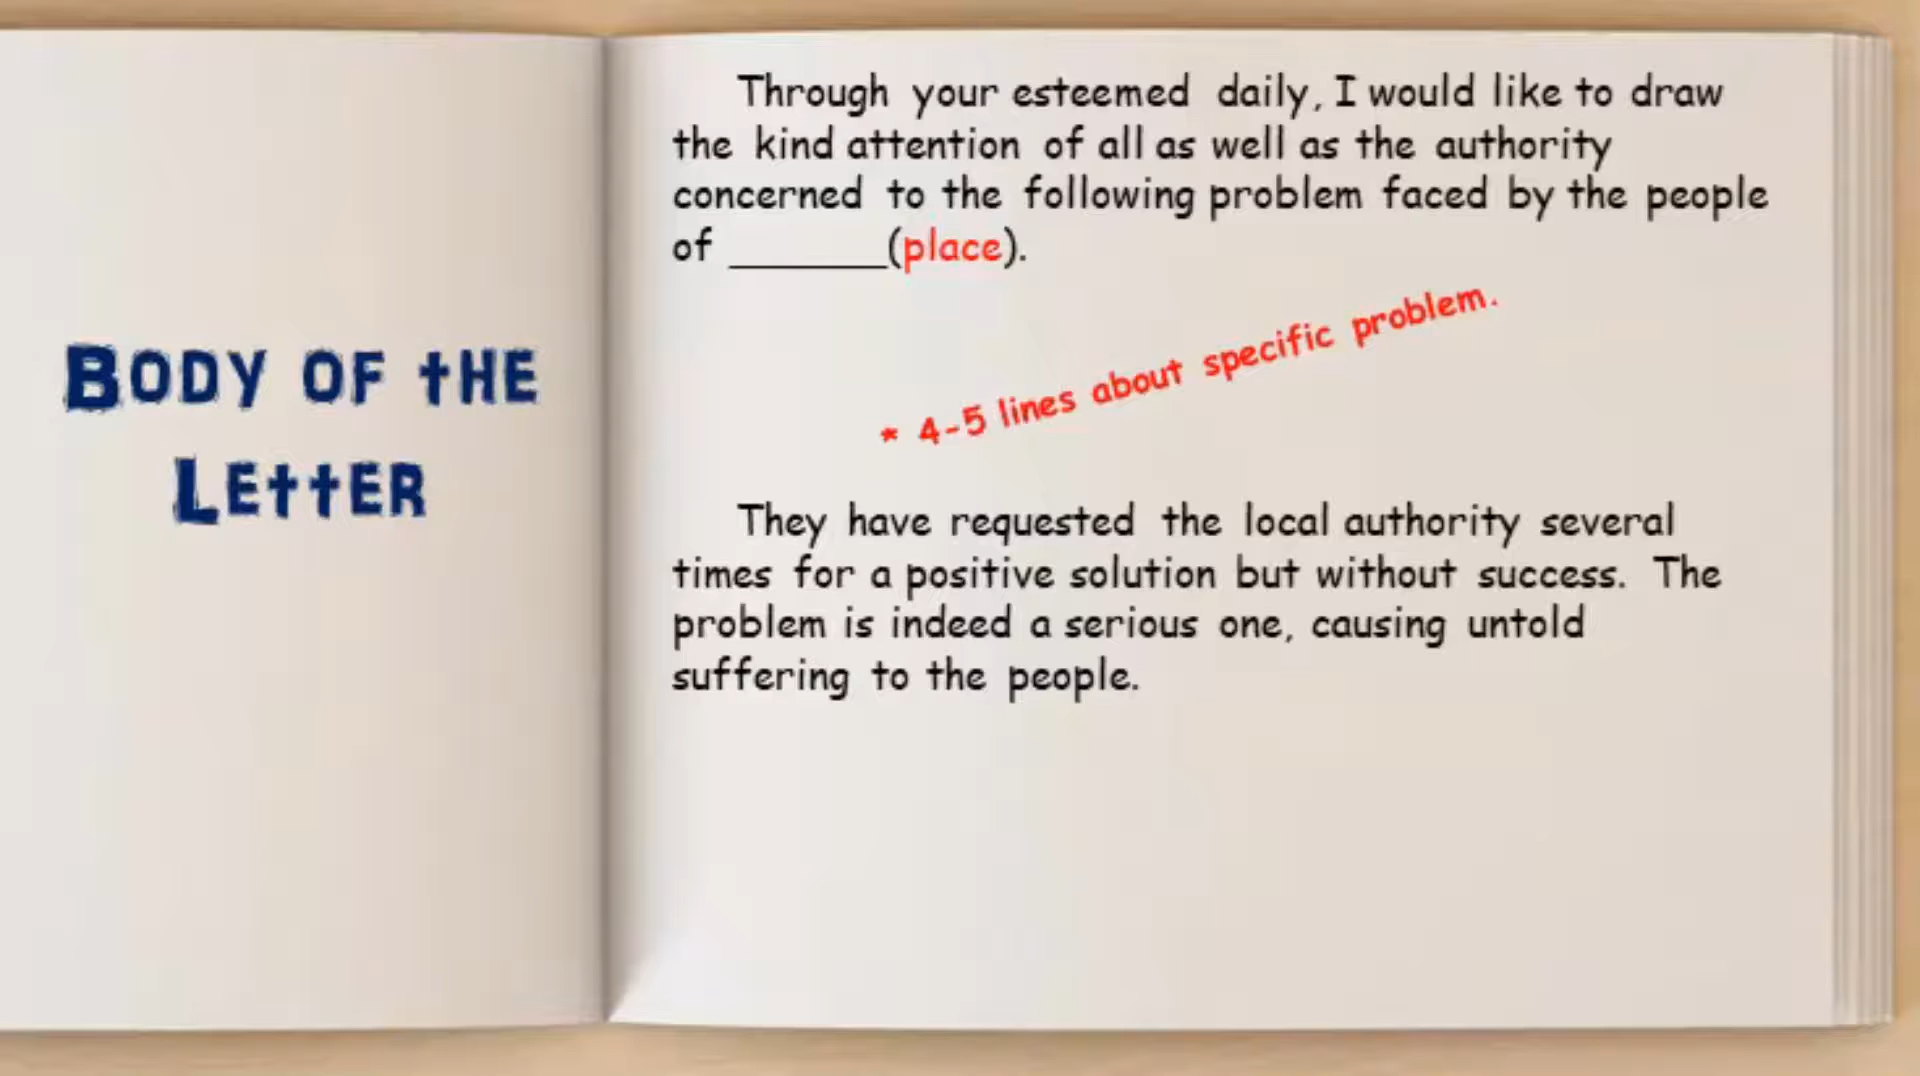 BODY OF tHE
LEttER
Through your esteemed daily, I would like to draw
the kind attention of all as well as the authority
concerned to the following problem faced by the people
of ______(place).
* 4-5 lines about specific problem.
They have requested the local authority several
times for a positive solution but without success. The
problem is indeed a serious one, causing untold
suffering to the people.